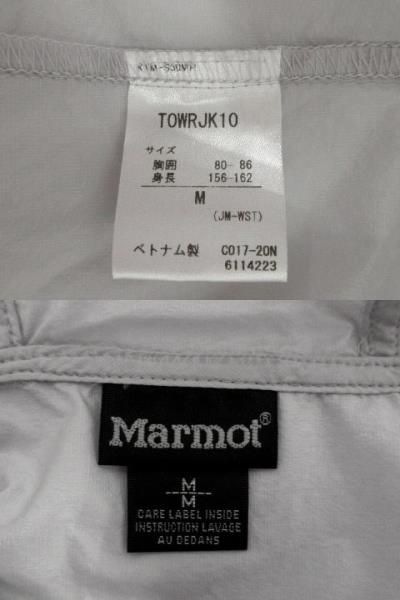 TOWRJK10
サイズ
胸囲 80- 86
身長 156-162
M
(JM-WST)
ベトナム製 C017-20N
6114223
Marmot®
M
M
CARE LABEL INSIDE
INSTRUCTION LAVAGE
AU DEDANS